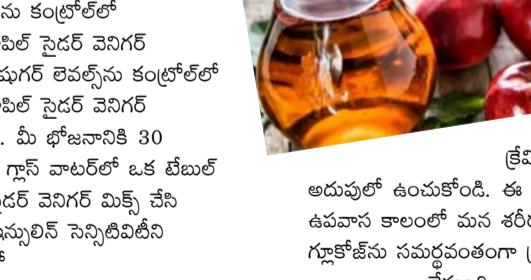 ను కంట్రోల్‌లో
పిల్ సైడర్ వెనిగర్
షుగర్ లెవల్స్‌ను కంట్రోల్‌లో
పిల్ సైడర్ వెనిగర్
. మీ భోజనానికి 30
గ్లాస్ వాటర్‌లో ఒక టేబుల్
డర్ వెనిగర్ మిక్స్ చేసి
న్సులిన్ సెన్సిటివిటీని
అదుపులో ఉంచుకోండి. ఈ
ఉపవాస కాలంలో మన శరీ
గ్లూకోజ్‌ను సమర్థవంతంగా